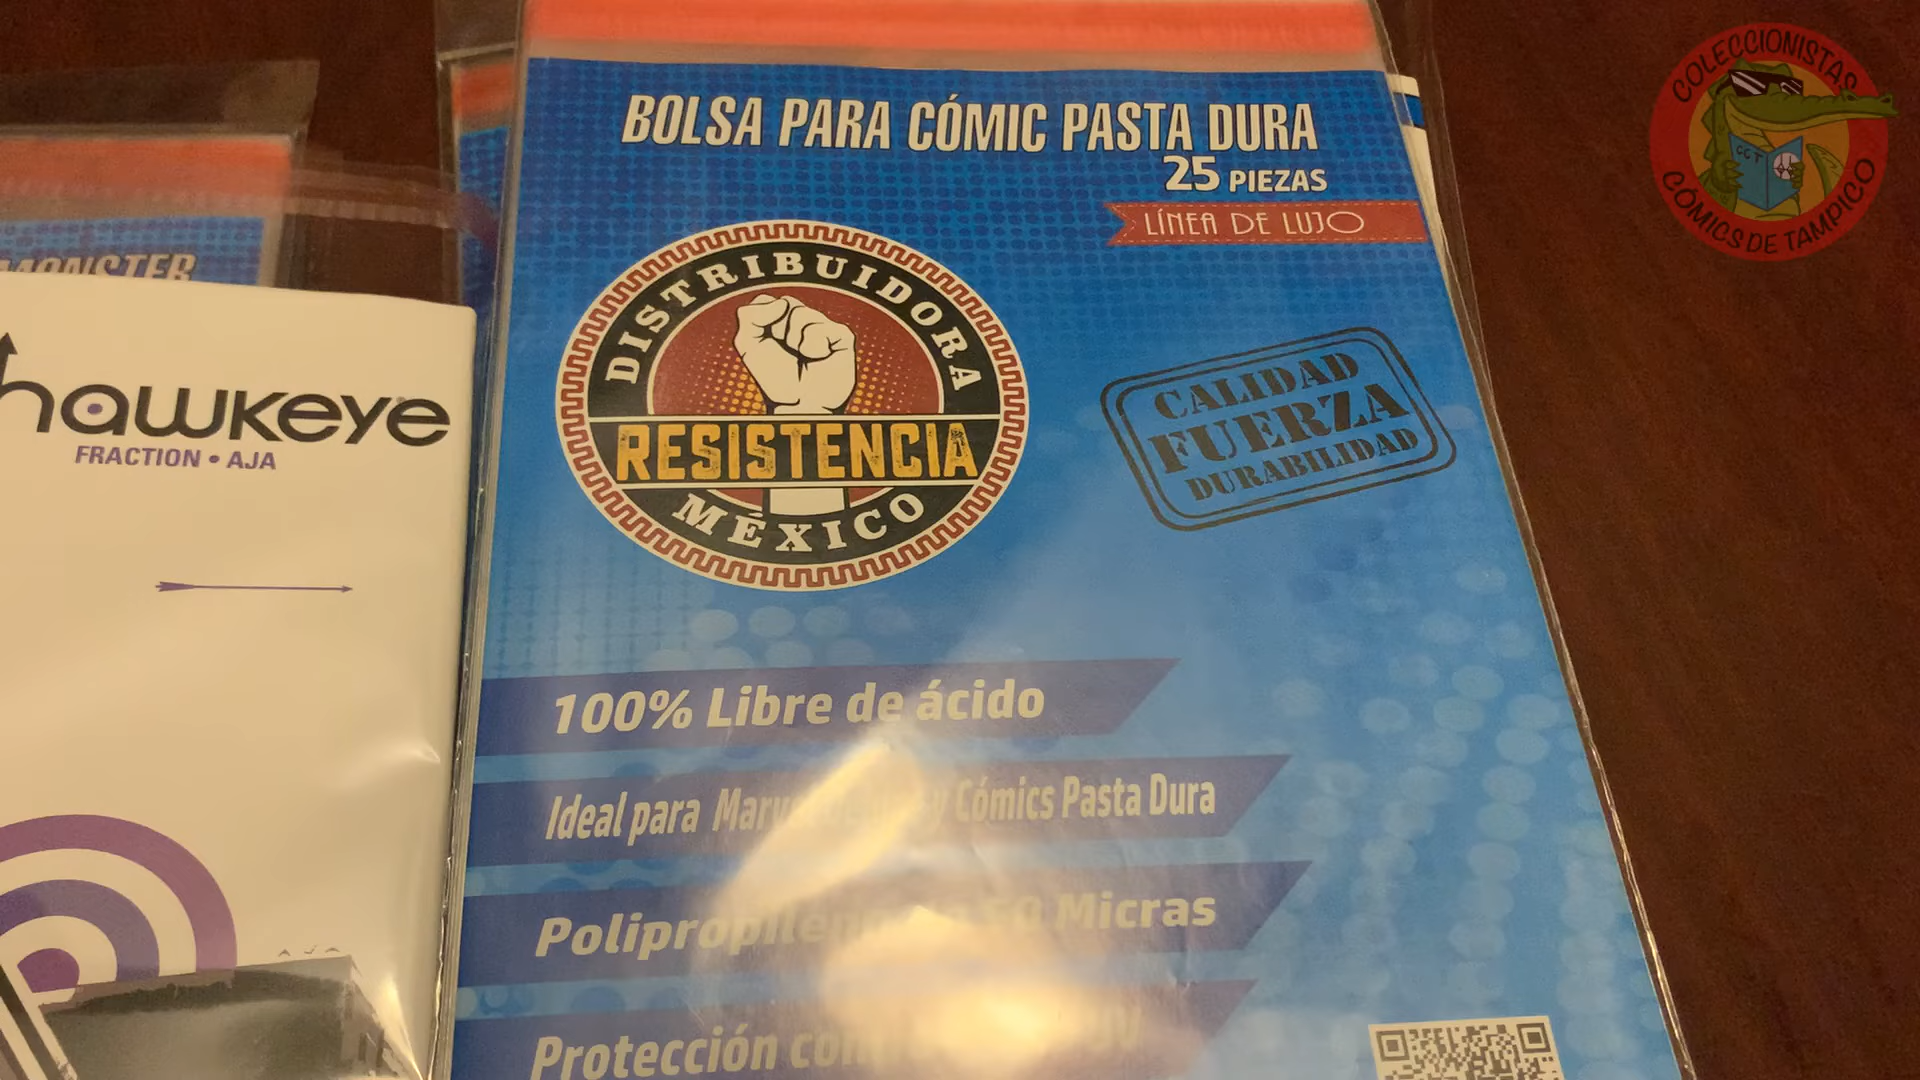 BOLSA PARA CÓMIC PASTA DURA
25 PIEZAS
LÍNEA DE LUJO
DISTRIBUIDORA
RESISTENCIA
MÉXICO
CALIDAD
FUERZA
DURABILIDAD
100% Libre de ácido
Ideal para y Cómics Pasta Dura
Micras
Protección
MONSTER
hawkeye
FRACTION • AJA
COLECCIONISTAS
CCT
CÓMICS DE TAMPICO